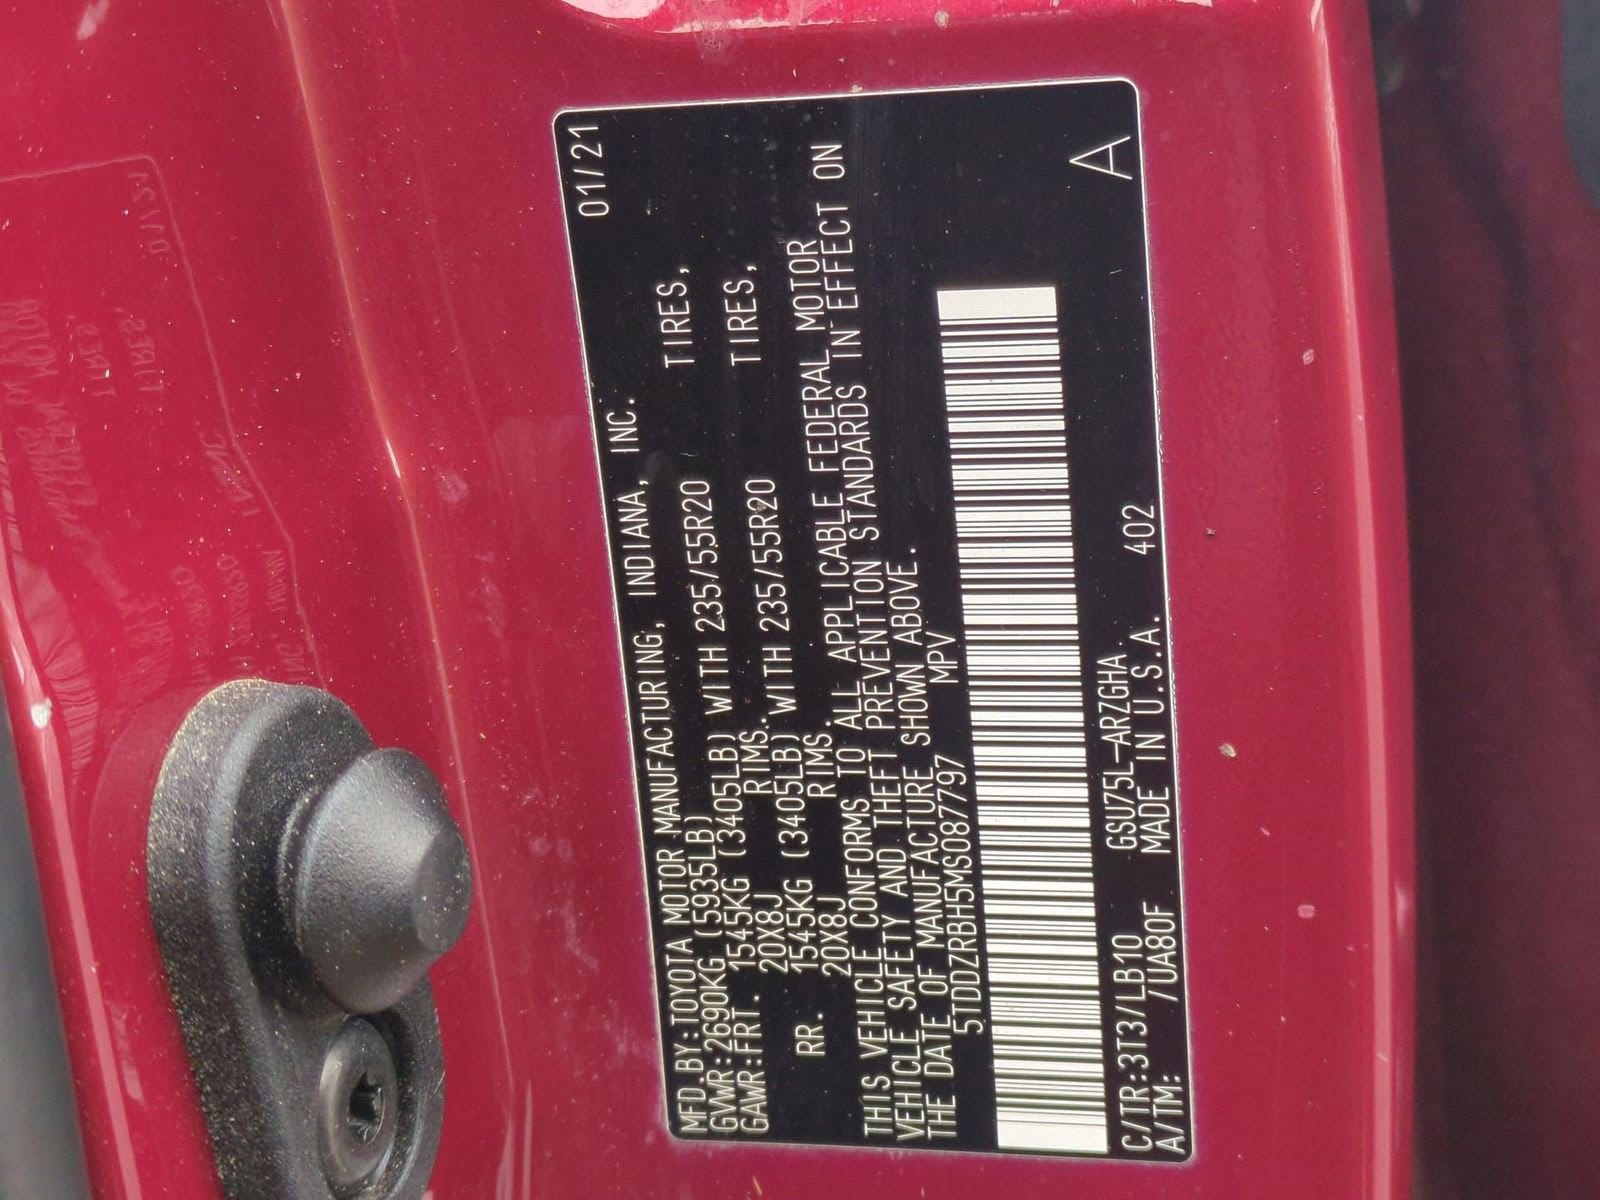 MFD.BY:TOYOTA MOTOR MANUFACTURING, INDIANA, INC. 01/21
GVWR:2690KG (5935LB)
GAWR:FRT. 1545KG (3405LB) WITH 235/55R20 TIRES,
20X8J RIMS.
RR. 1545KG (3405LB) WITH 235/55R20 TIRES,
20X8J RIMS.
THIS VEHICLE CONFORMS TO ALL APPLICABLE FEDERAL MOTOR
VEHICLE SAFETY AND THEFT PREVENTION STANDARDS IN EFFECT ON
THE DATE OF MANUFACTURE SHOWN ABOVE.
5TDDZRBH5MS087797 MPV
C/TR:3T3/LB10 GSU75L-ARZGHA 402 A
A/TM: /UA80F MADE IN U.S.A.